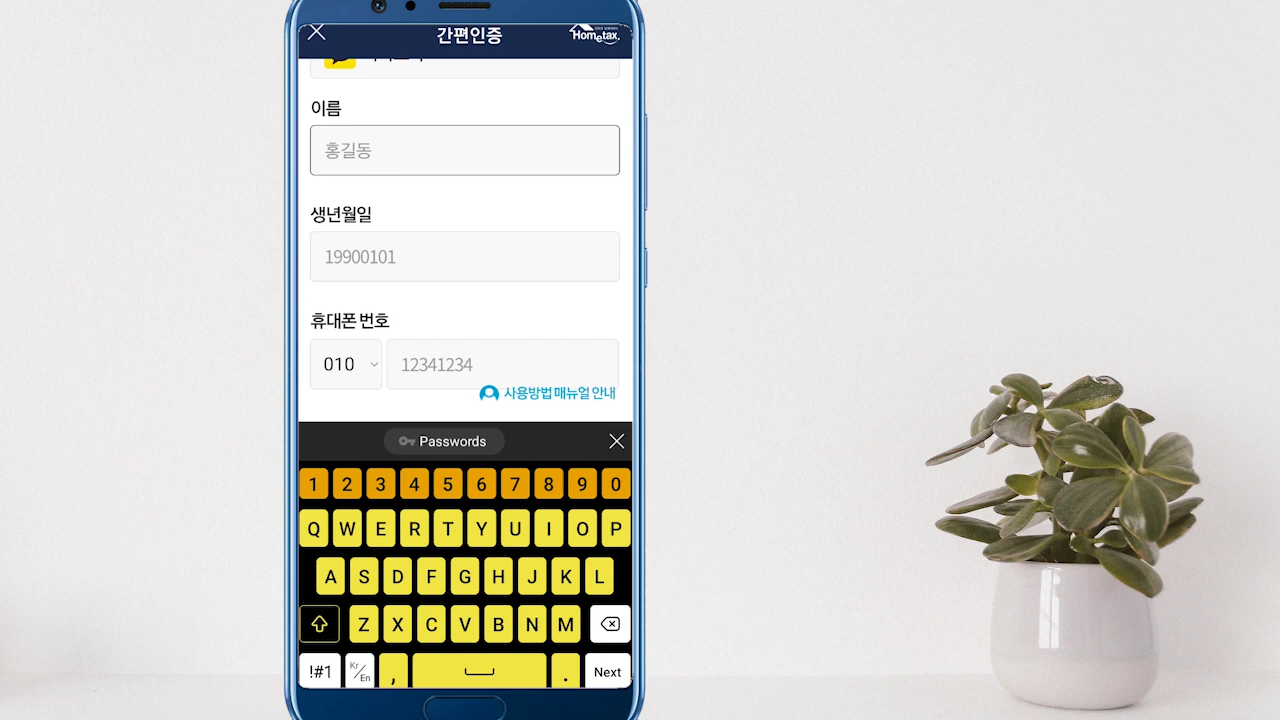 간편인증
Hometax.
이름
홍길동
생년월일
19900101
휴대폰 번호
010
12341234
사용방법 매뉴얼 안내
Passwords
1 2 3 4 5 6 7 8 9 0
Q W E R T Y U I O P
A S D F G H J K L
Z X C V B N M
!#1 Kr/En , . Next